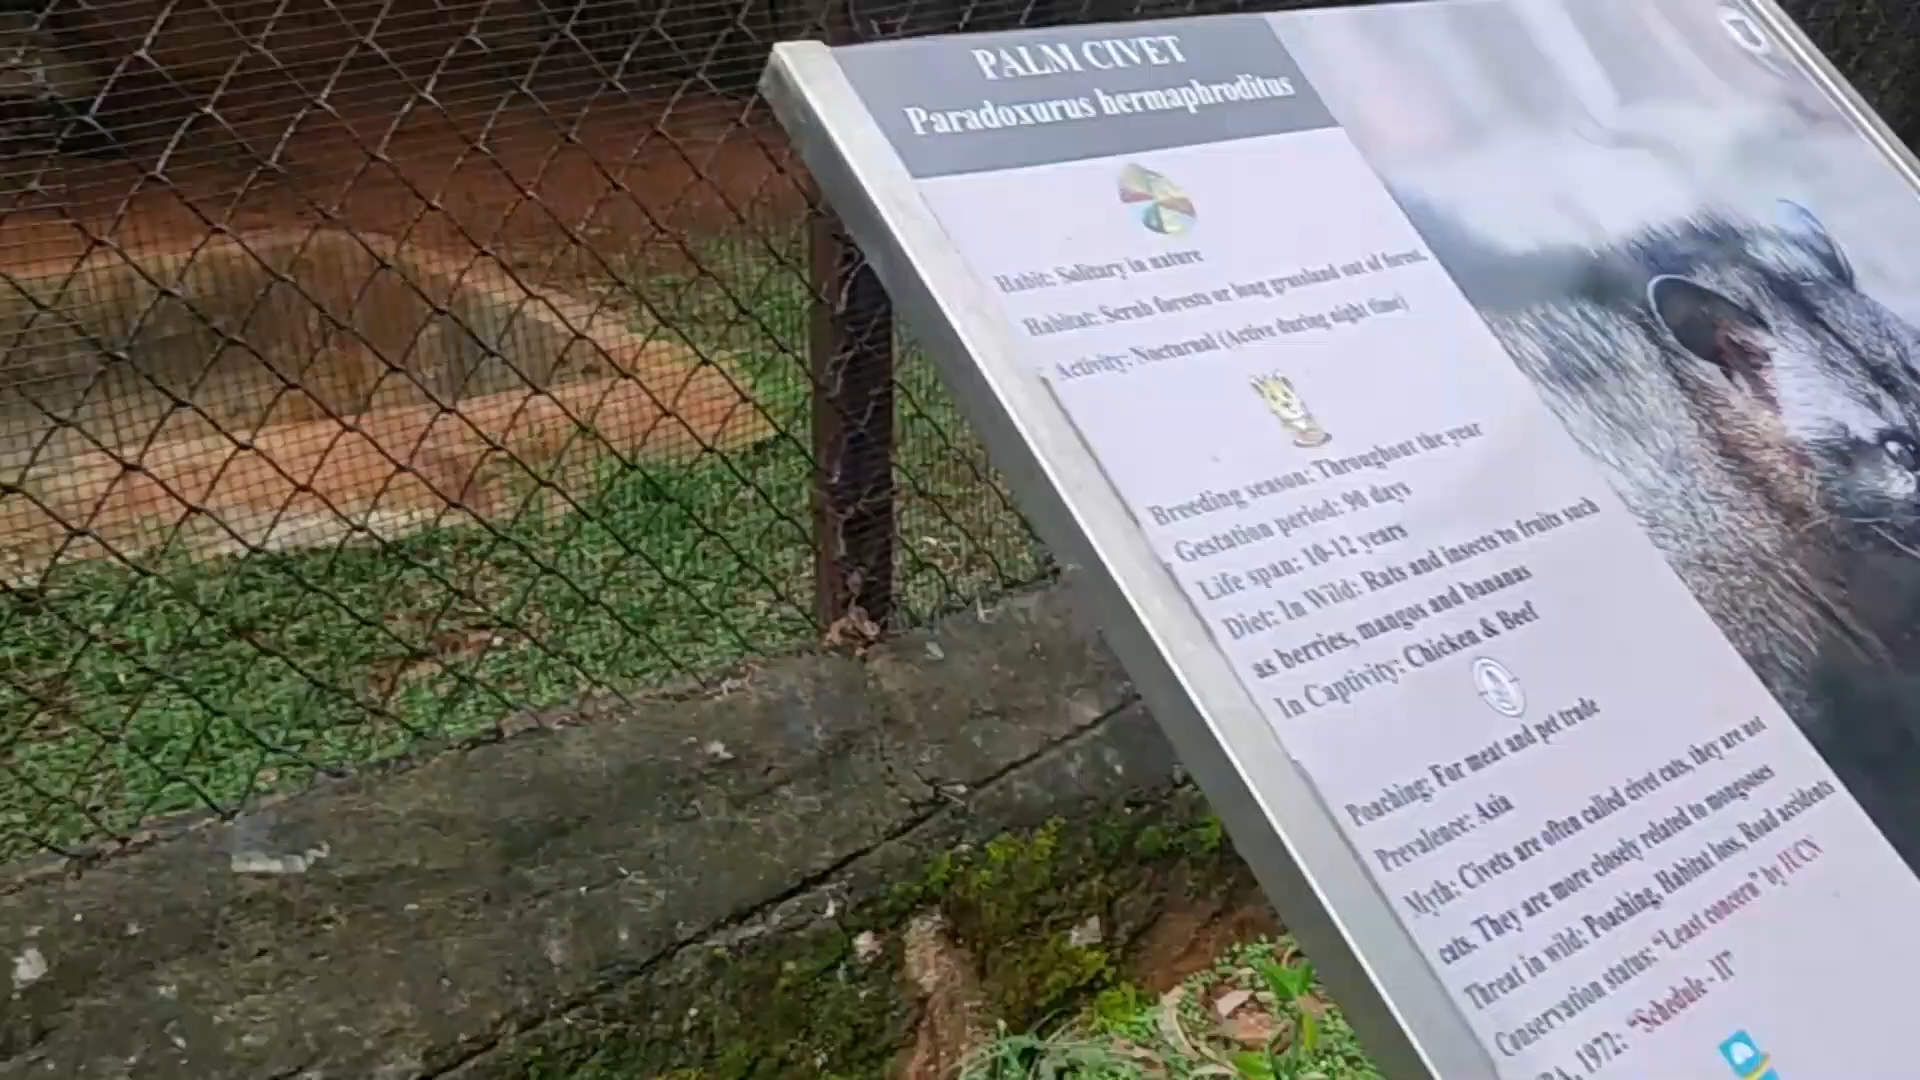 PALM CIVET
Paradoxurus hermaphroditus
Habit: Solitary in nature
Habitat: Scrub forests or long grassland out of forest.
Activity: Nocturnal (Active during night time)
Breeding season: Throughout the year
Gestation period: 90 days
Life span: 10-12 years
Diet: In Wild: Rats and insects to fruits such
as berries, mangos and bananas
In Captivity: Chicken & Beef
Poaching: For meat and pet trade
Prevalence: Asia
Myth: Civets are often called civet cats, they are not
cats. They are more closely related to mongooses
Threat in wild: Poaching, Habitat loss, Road accidents
Conservation status: "Least concern" by IUCN
1972: "Schedule - II"